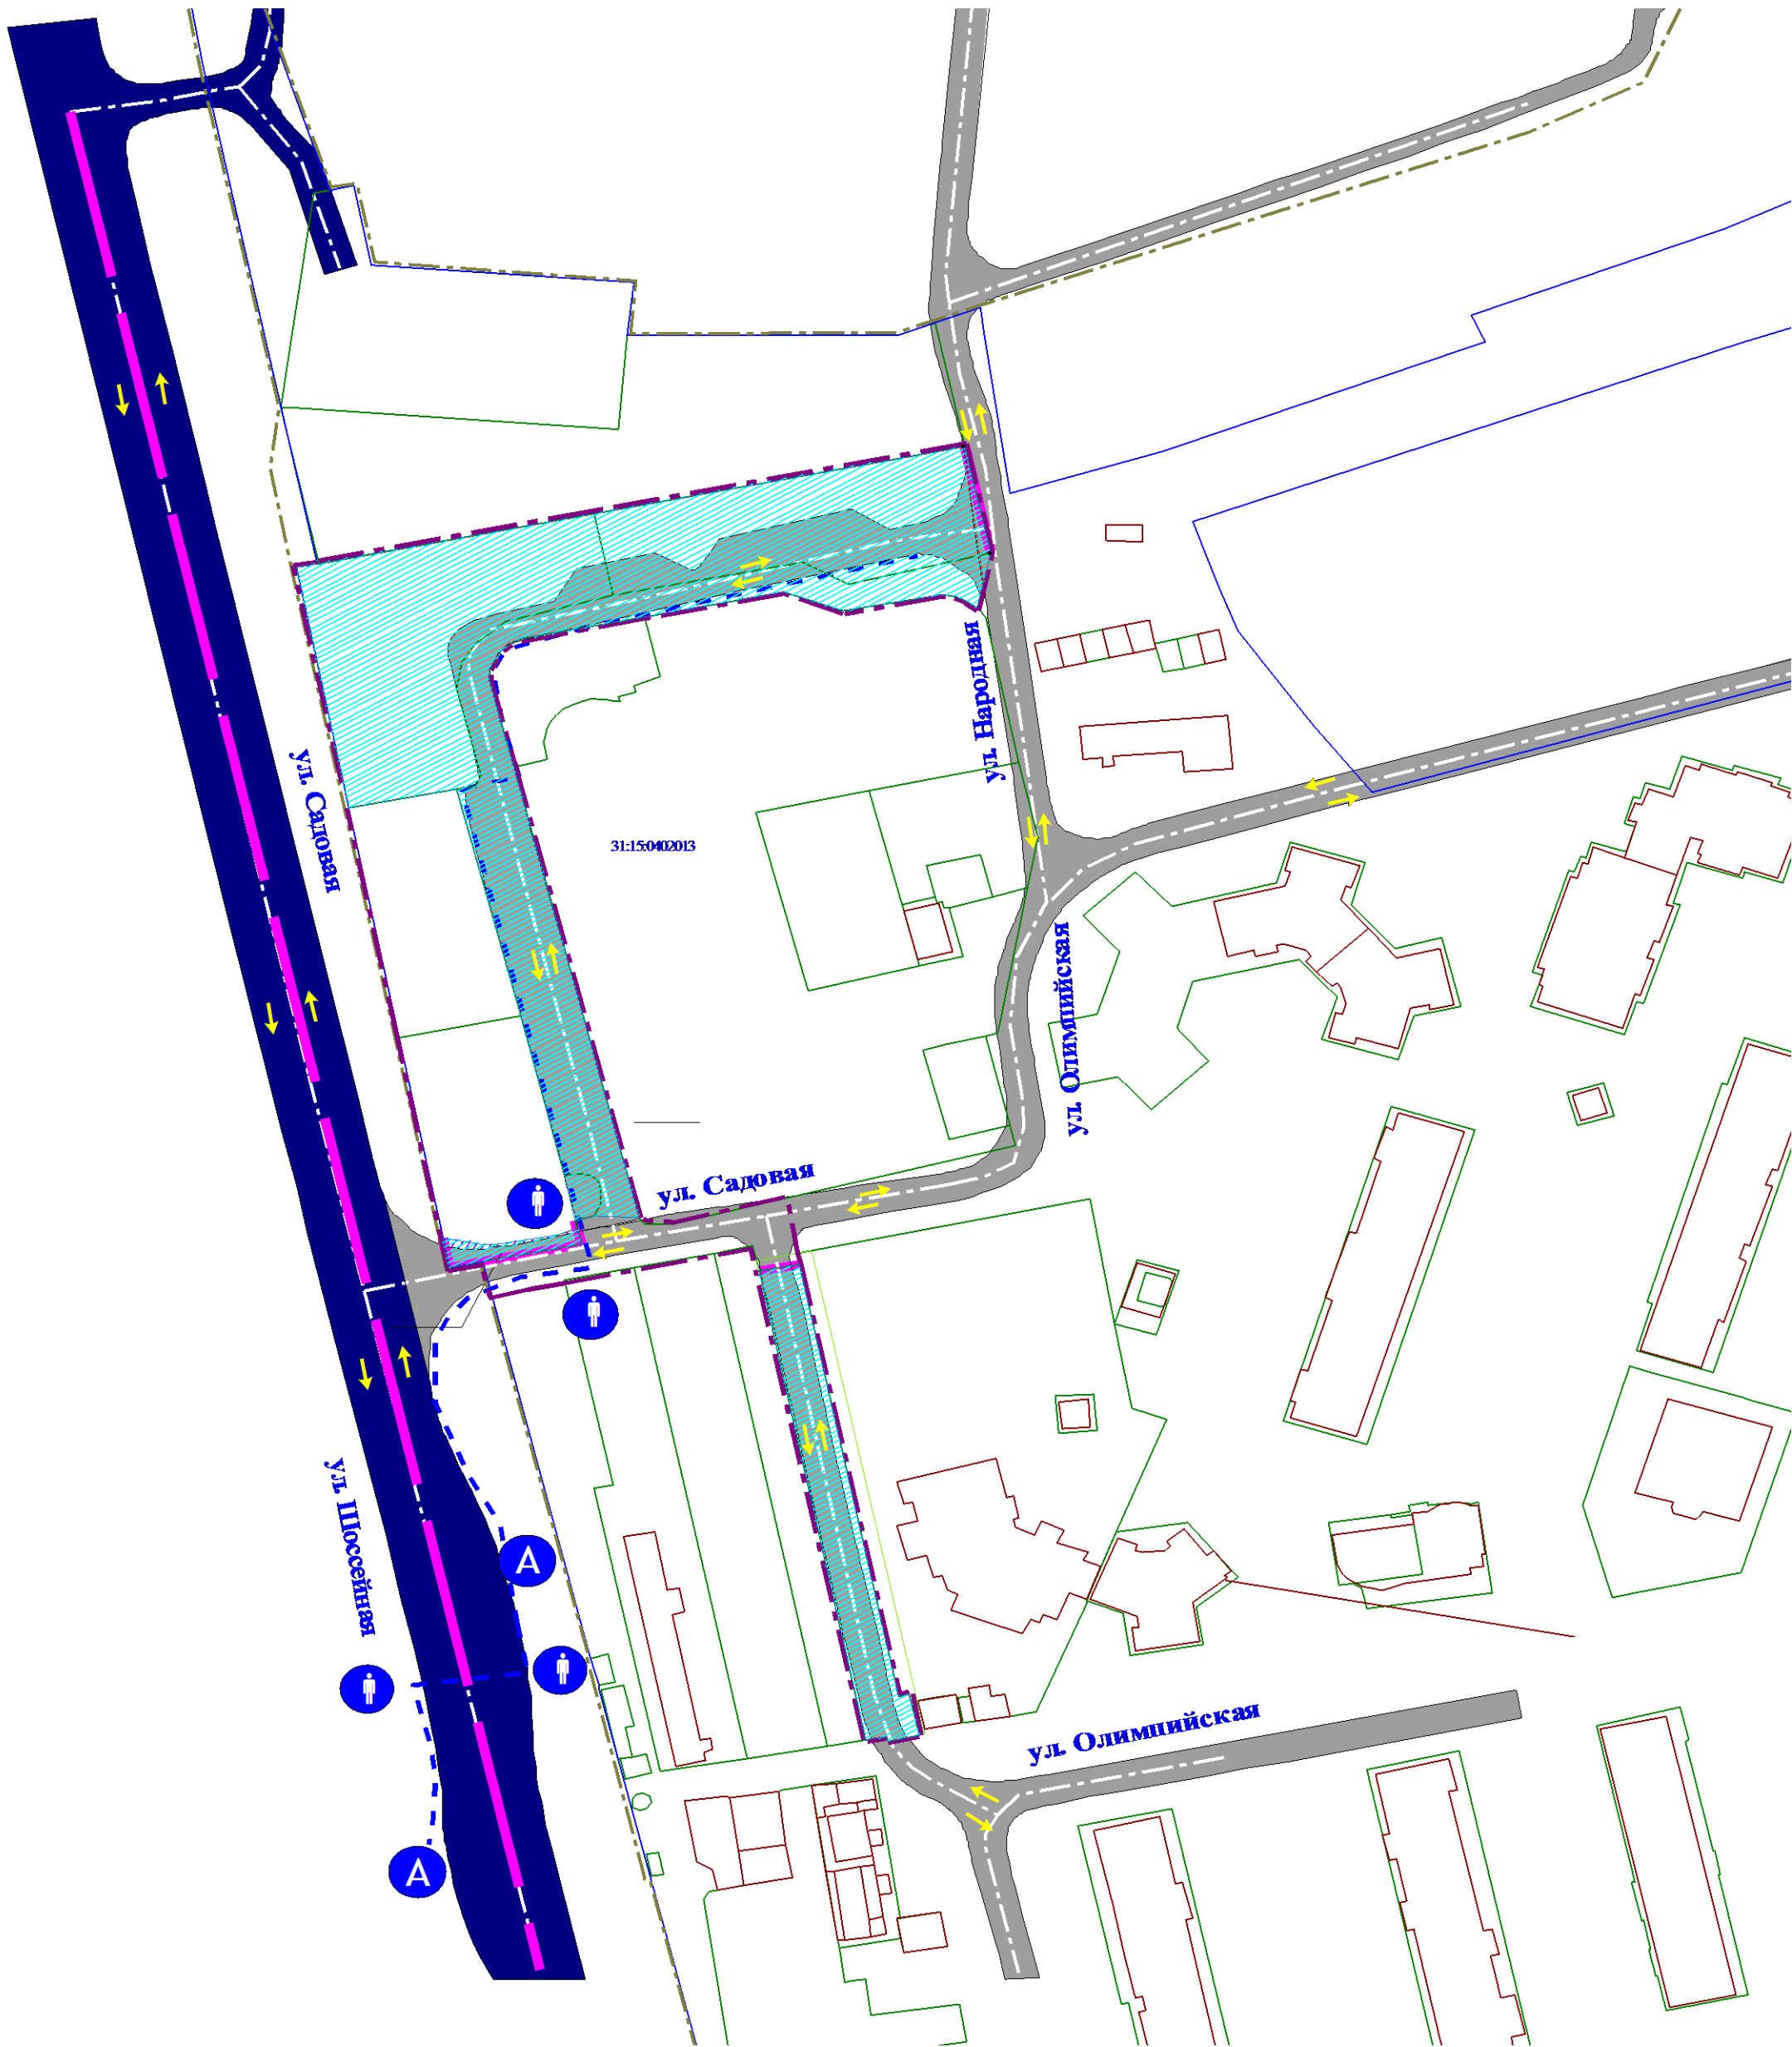 ул. Народная
ул. Садовая
31:15:0402013
ул. Олимпийская
ул. Садовая
ул. Шоссейная
A
ул. Олимпийская
A